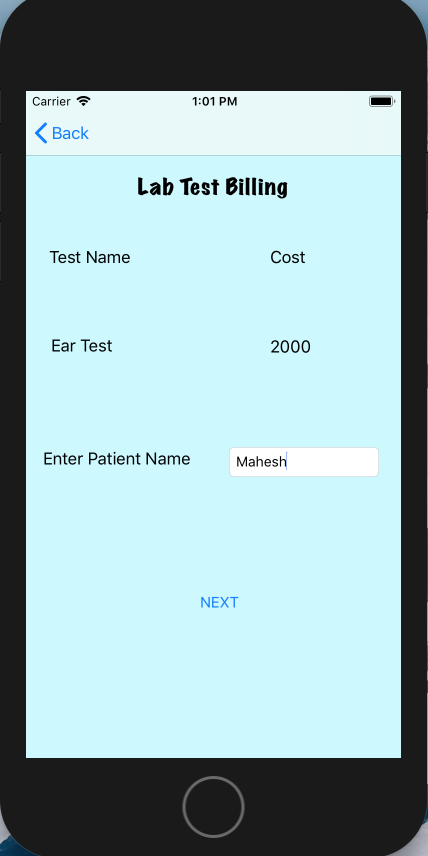 Carrier 1:01 PM
Back
Lab Test Billing
Test Name Cost
Ear Test 2000
Enter Patient Name Mahesh
NEXT